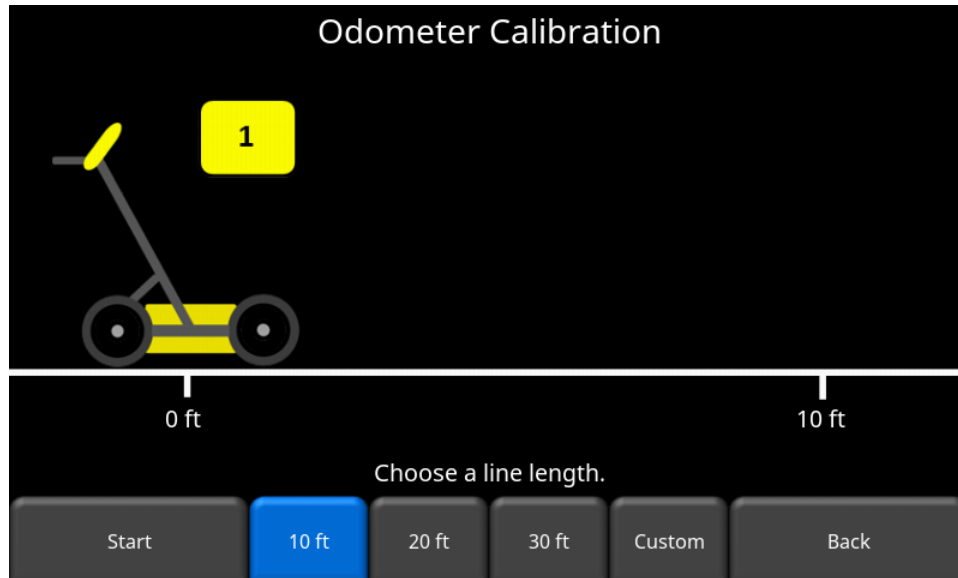 Odometer Calibration
1
0 ft
10 ft
Choose a line length.
Start
10 ft
20 ft
30 ft
Custom
Back